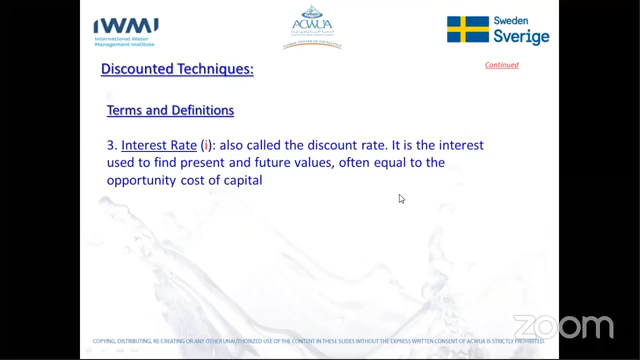 IWMI
International Water
Management Institute
ACWUA
Sweden
Sverige
Discounted Techniques:
Continued
Terms and Definitions
3. Interest Rate (i): also called the discount rate. It is the interest
used to find present and future values, often equal to the
opportunity cost of capital
zoom
COPYING, DISTRIBUTING, RE-CREATING OR ANY OTHER UNAUTHORIZED USE OF THE CONTENT IN THESE SLIDES WITHOUT THE EXPRESS WRITTEN CONSENT OF ACWUA IS STRICTLY PROHIBITED.